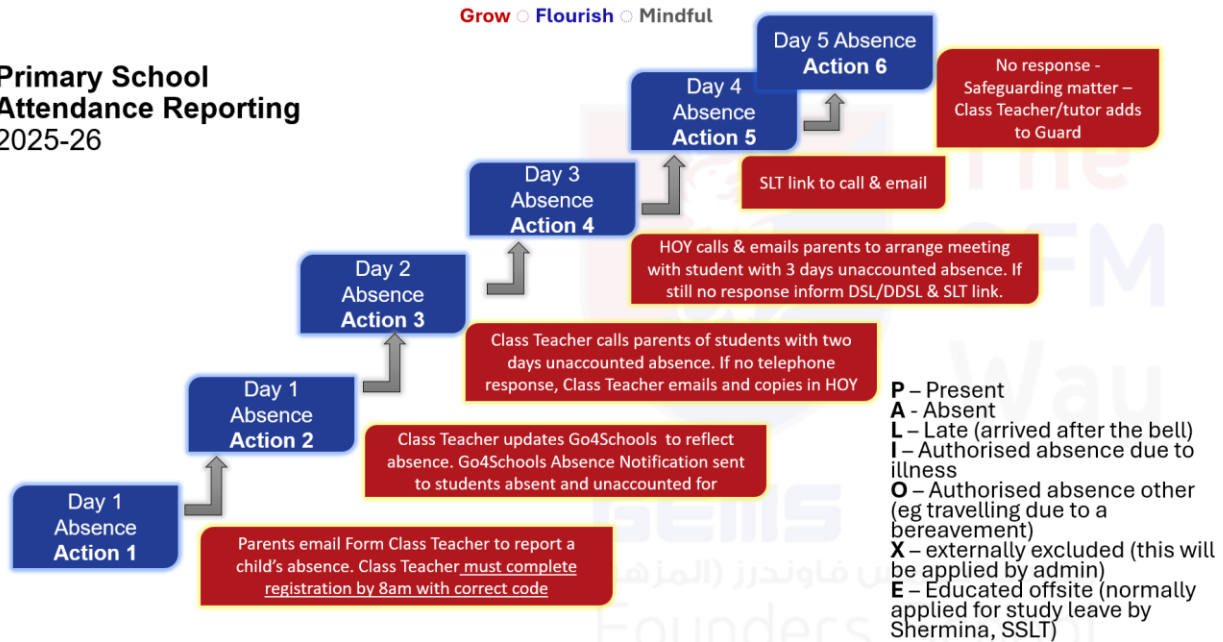 Grow Flourish Mindful
Primary School
Attendance Reporting
2025-26
Day 1
Absence
Action 1
Parents email Form Class Teacher to report a
child's absence. Class Teacher must complete
registration by 8am with correct code
Day 1
Absence
Action 2
Class Teacher updates Go4Schools to reflect
absence. Go4Schools Absence Notification sent
to students absent and unaccounted for
Day 2
Absence
Action 3
Class Teacher calls parents of students with two
days unaccounted absence. If no telephone
response, Class Teacher emails and copies in HOY
Day 3
Absence
Action 4
HOY calls & emails parents to arrange meeting
with student with 3 days unaccounted absence. If
still no response inform DSL/DDSL & SLT link.
Day 4
Absence
Action 5
SLT link to call & email
Day 5 Absence
Action 6
No response -
Safeguarding matter –
Class Teacher/tutor adds
to Guard
P – Present
A - Absent
L – Late (arrived after the bell)
I – Authorised absence due to
illness
O – Authorised absence other
(eg travelling due to a
bereavement)
X – externally excluded (this will
be applied by admin)
E – Educated offsite (normally
applied for study leave by
Shermina, SSLT)
The
Way
GEMS
Founders